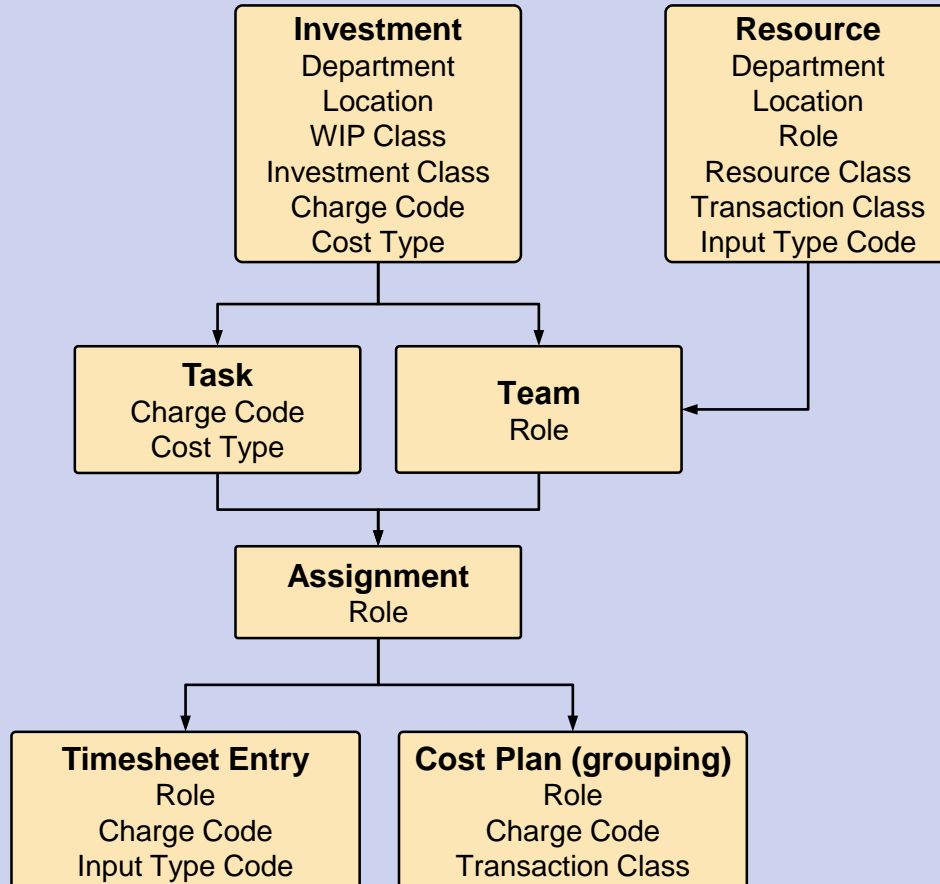 Investment
Department
Location
WIP Class
Investment Class
Charge Code
Cost Type
Resource
Department
Location
Role
Resource Class
Transaction Class
Input Type Code
Task
Charge Code
Cost Type
Team
Role
Assignment
Role
Timesheet Entry
Role
Charge Code
Input Type Code
Cost Plan (grouping)
Role
Charge Code
Transaction Class